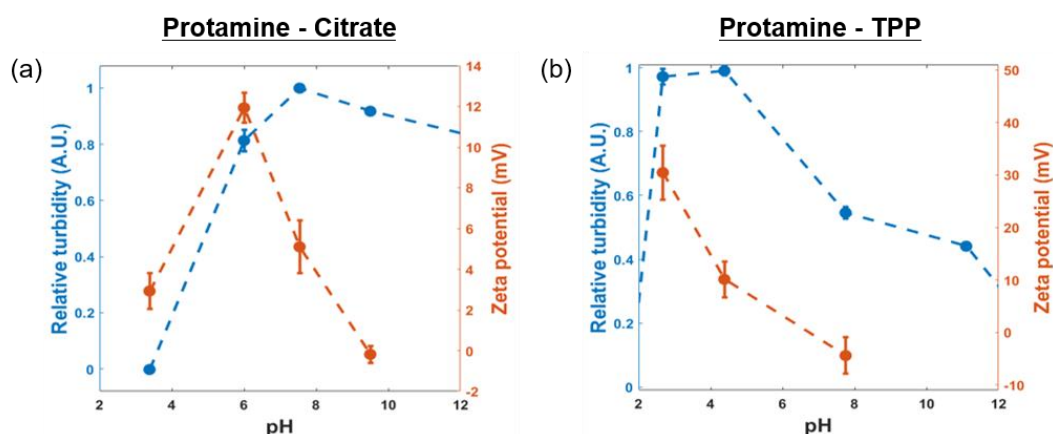 Protamine - Citrate
Protamine - TPP
(a)
(b)
Relative turbidity (A.U.)
1
0.8
0.6
0.4
0.2
0
14
12
10
8
6
4
2
0
-2
Zeta potential (mV)
2 4 6 8 10 12
pH
Relative turbidity (A.U.)
1
0.8
0.6
0.4
0.2
0
50
40
30
20
10
0
-10
Zeta potential (mV)
2 4 6 8 10 12
pH